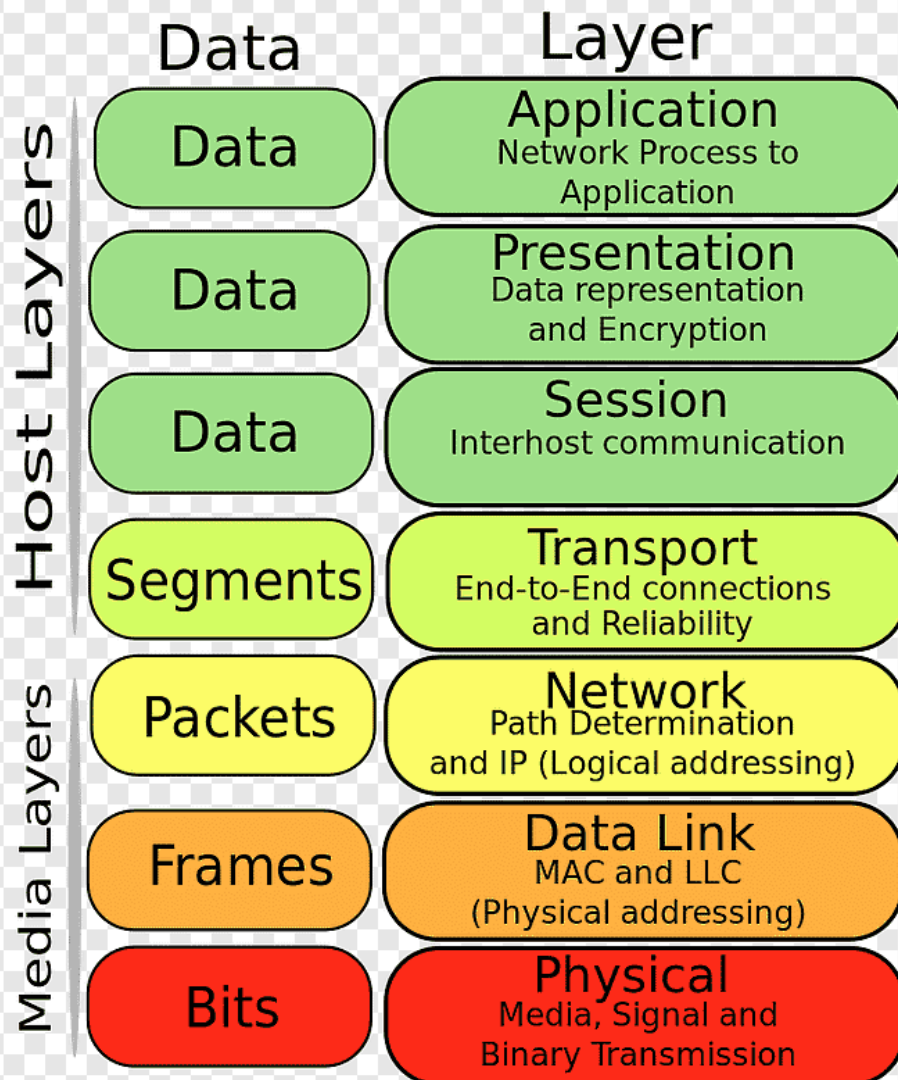 Data
Layer
Host Layers
Data
Application
Network Process to
Application
Data
Presentation
Data representation
and Encryption
Data
Session
Interhost communication
Segments
Transport
End-to-End connections
and Reliability
Media Layers
Packets
Network
Path Determination
and IP (Logical addressing)
Frames
Data Link
MAC and LLC
(Physical addressing)
Bits
Physical
Media, Signal and
Binary Transmission